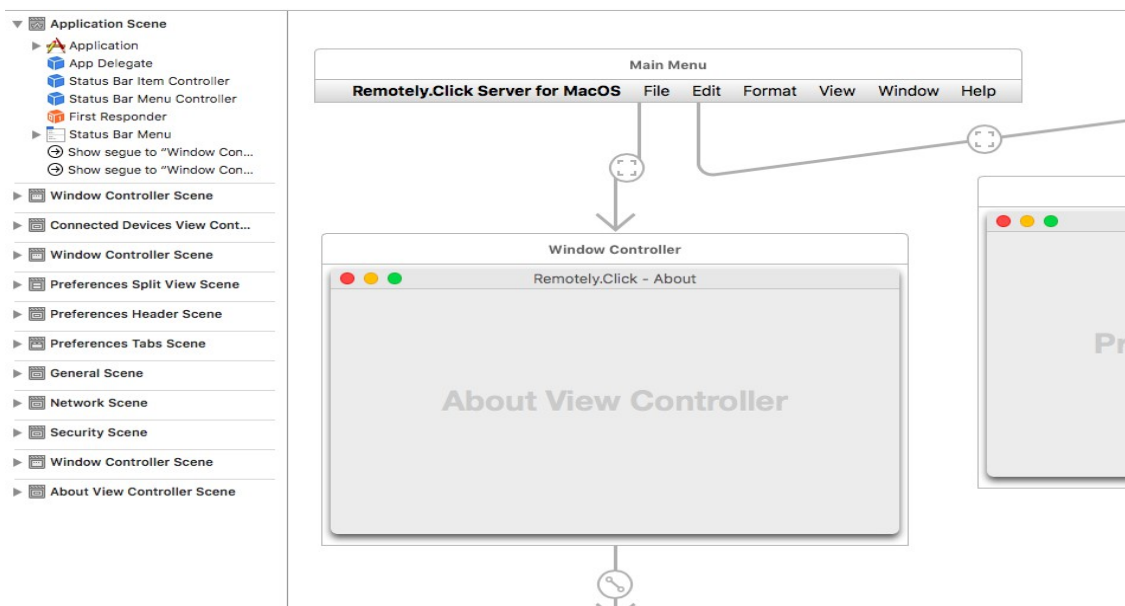 Application Scene
Application
App Delegate
Status Bar Item Controller
Status Bar Menu Controller
First Responder
Status Bar Menu
Show segue to "Window Con...
Show segue to "Window Con...
Window Controller Scene
Connected Devices View Cont...
Window Controller Scene
Preferences Split View Scene
Preferences Header Scene
Preferences Tabs Scene
General Scene
Network Scene
Security Scene
Window Controller Scene
About View Controller Scene
Main Menu
Remotely.Click Server for MacOS File Edit Format View Window Help
Window Controller
Remotely.Click - About
About View Controller
Pr